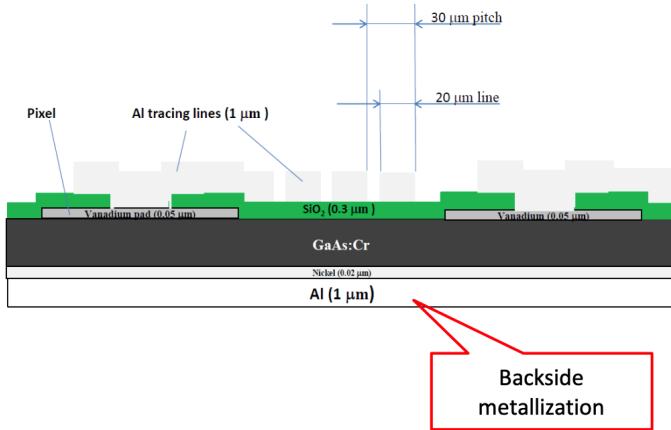 30 μm pitch
20 μm line
Pixel
Al tracing lines (1 μm )
SiO₂ (0.3 μm )
Vanadium pad (0.05 μm)
Vanadium (0.05 μm)
GaAs:Cr
Nickel (0.02 μm)
Al (1 μm)
Backside
metallization